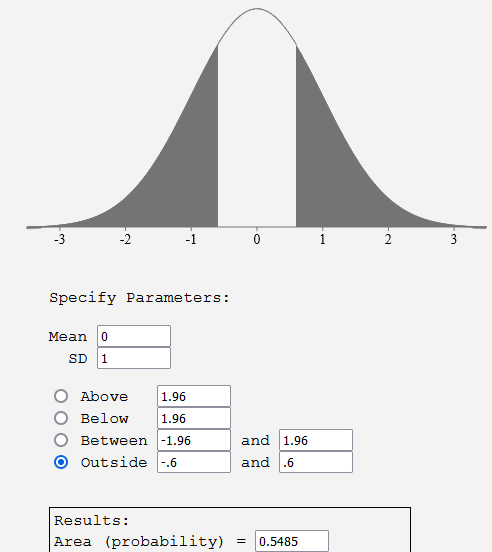 -3 -2 -1 0 1 2 3
Specify Parameters:
Mean 0
SD 1
Above 1.96
Below 1.96
Between -1.96 and 1.96
Outside -.6 and .6
Results:
Area (probability) = 0.5485